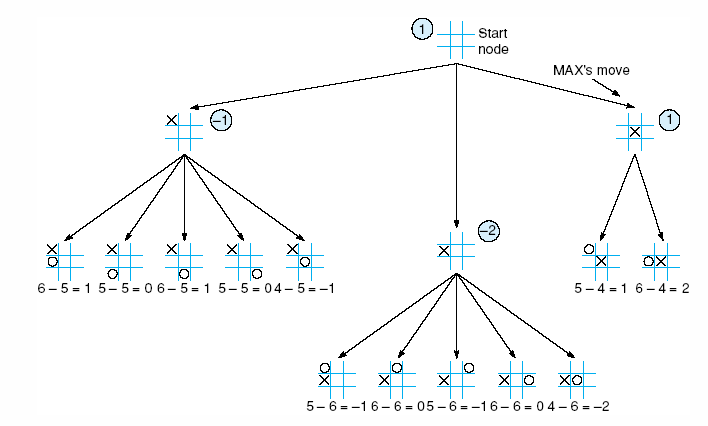 1 Start
node
MAX's move
X –1 X 1
–2
X X X X X O
O O O O O X O X
X
6 – 5 = 1 5 – 5 = 0 6 – 5 = 1 5 – 5 = 0 4 – 5 = –1 5 – 4 = 1 6 – 4 = 2
O O O
X X X X O X O
5 – 6 = –1 6 – 6 = 0 5 – 6 = –1 6 – 6 = 0 4 – 6 = –2